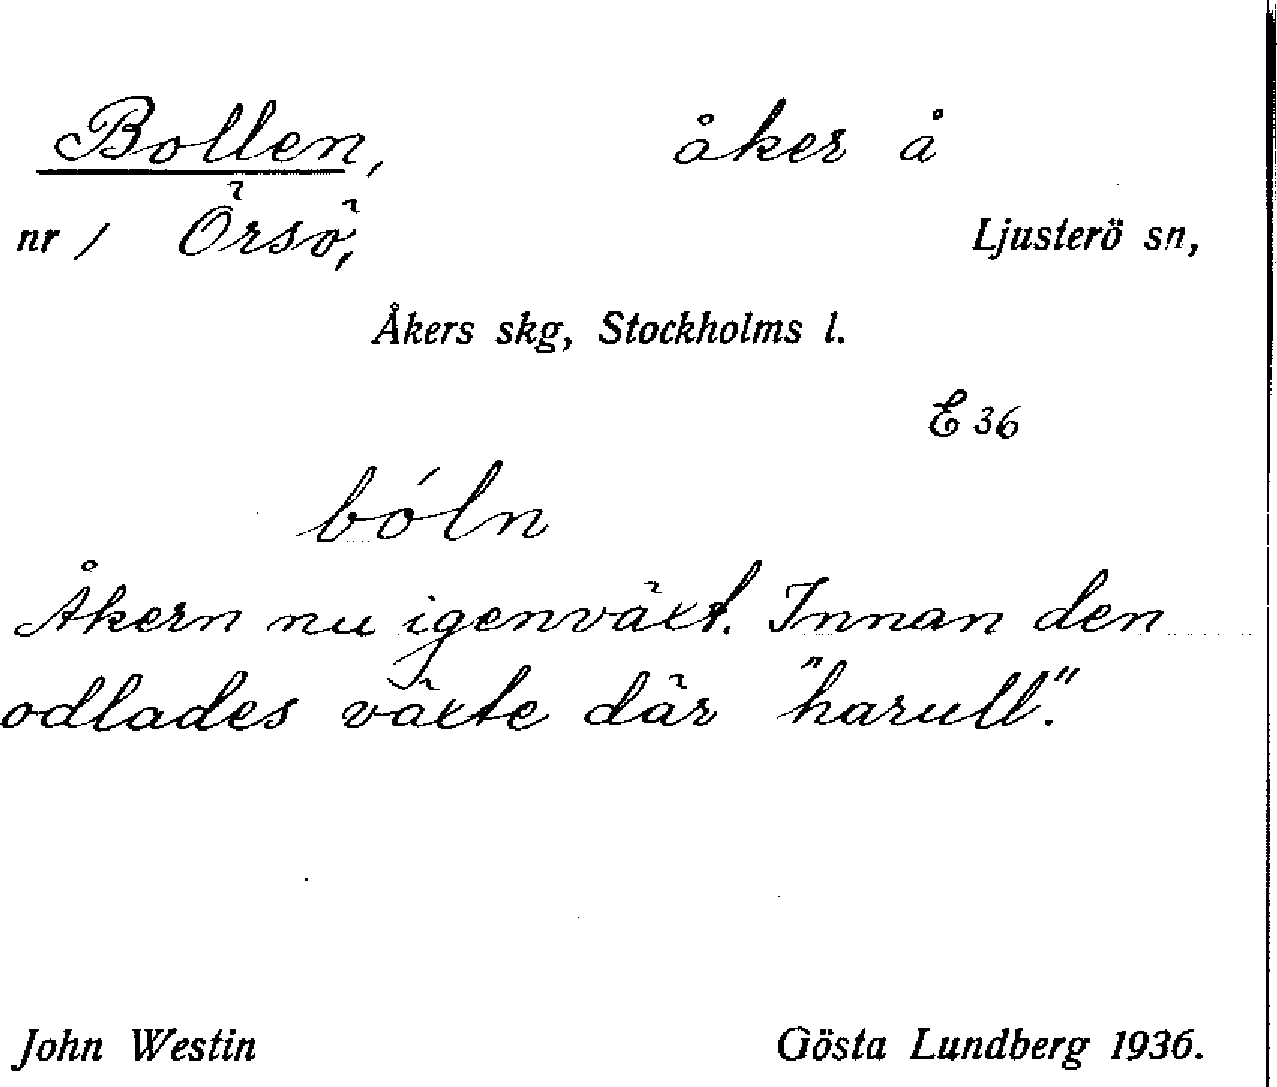 Bollen, åker å
nr 1 Örsö, Ljusterö sn,
Åkers skg, Stockholms l.
E 36
bóln
Åkern nu igenväxt. Innan den
odlades växte där "harull".
John Westin Gösta Lundberg 1936.